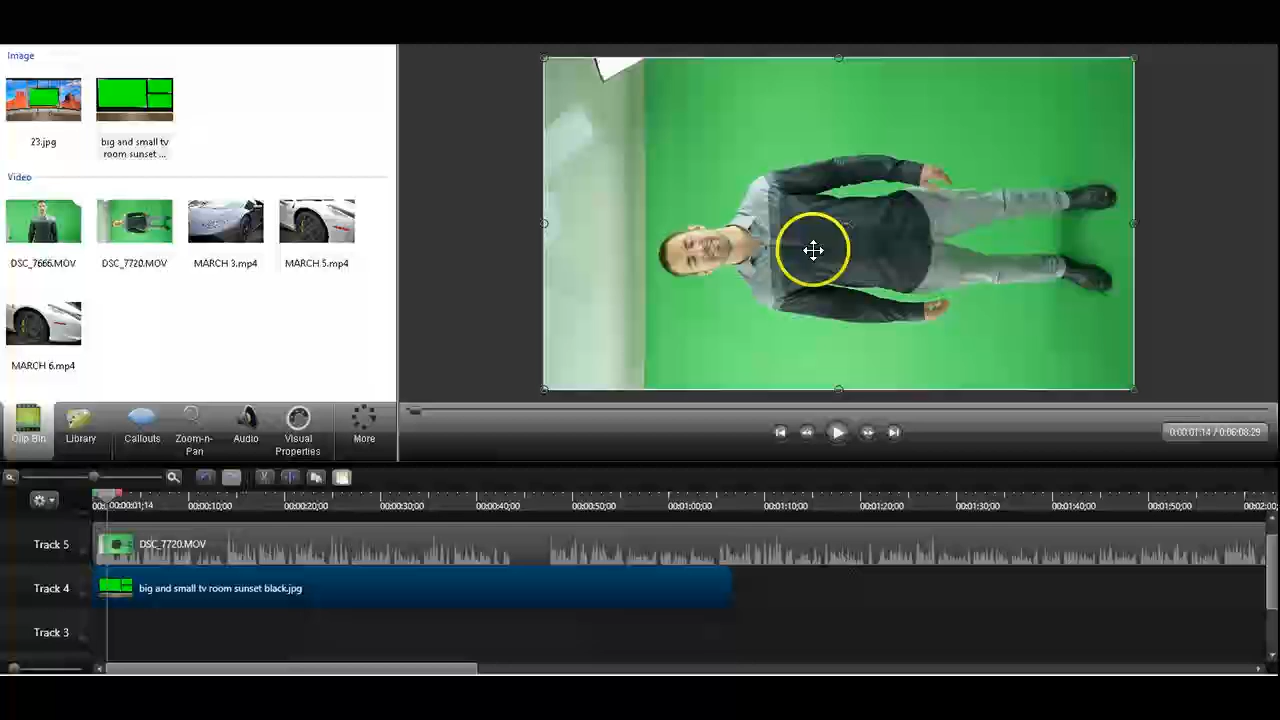 Image
23.jpg
big and small tv
room sunset ...
Video
DSC_7666.MOV
DSC_7720.MOV
MARCH 3.mp4
MARCH 5.mp4
MARCH 6.mp4
Clip Bin
Library
Callouts
Zoom-n-
Pan
Audio
Visual
Properties
More
0:00:01;14 / 0:06:08;29
00:
00:00:01;14
00:00:10;00
00:00:20;00
00:00:30;00
00:00:40;00
00:00:50;00
00:01:00;00
00:01:10;00
00:01:20;00
00:01:30;00
00:01:40;00
00:01:50;00
00:02:00;
Track 5
DSC_7720.MOV
Track 4
big and small tv room sunset black.jpg
Track 3